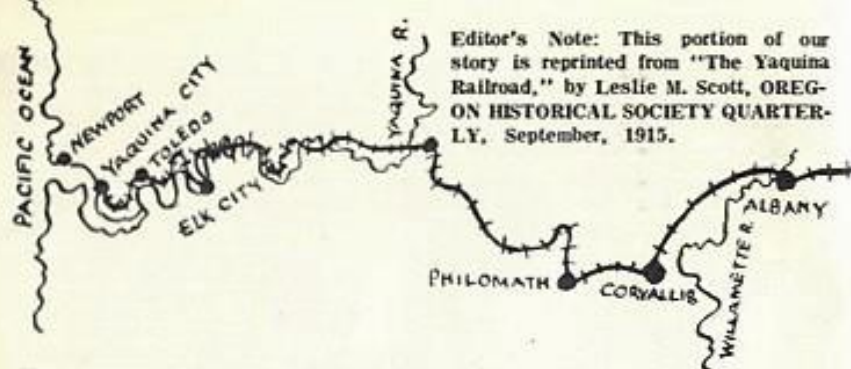 Editor's Note: This portion of our
story is reprinted from "The Yaquina
Railroad," by Leslie M. Scott, OREG-
ON HISTORICAL SOCIETY QUARTER-
LY, September, 1915.
PACIFIC OCEAN
NEWPORT
YAQUINA CITY
TOLEDO
ELK CITY
YAQUINA R.
PHILOMATH
CORVALLIS
ALBANY
WILLAMETTE R.